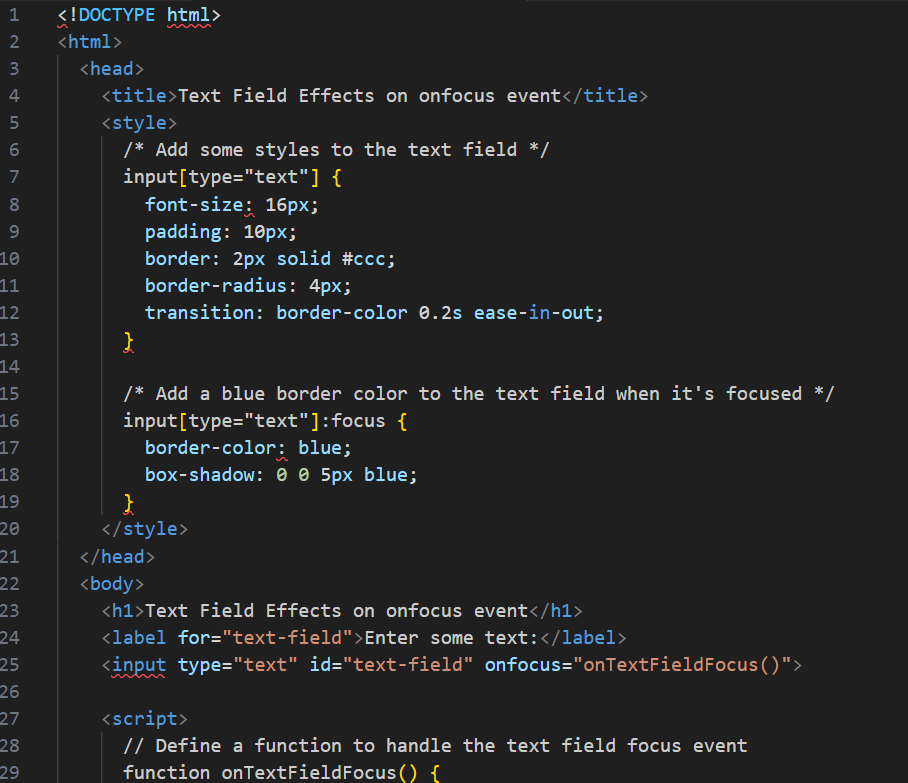 1 <!DOCTYPE html>
2 <html>
3 <head>
4 <title>Text Field Effects on onfocus event</title>
5 <style>
6 /* Add some styles to the text field */
7 input[type="text"] {
8 font-size: 16px;
9 padding: 10px;
10 border: 2px solid #ccc;
11 border-radius: 4px;
12 transition: border-color 0.2s ease-in-out;
13 }
14
15 /* Add a blue border color to the text field when it's focused */
16 input[type="text"]:focus {
17 border-color: blue;
18 box-shadow: 0 0 5px blue;
19 }
20 </style>
21 </head>
22 <body>
23 <h1>Text Field Effects on onfocus event</h1>
24 <label for="text-field">Enter some text:</label>
25 <input type="text" id="text-field" onfocus="onTextFieldFocus()">
26
27 <script>
28 // Define a function to handle the text field focus event
29 function onTextFieldFocus() {